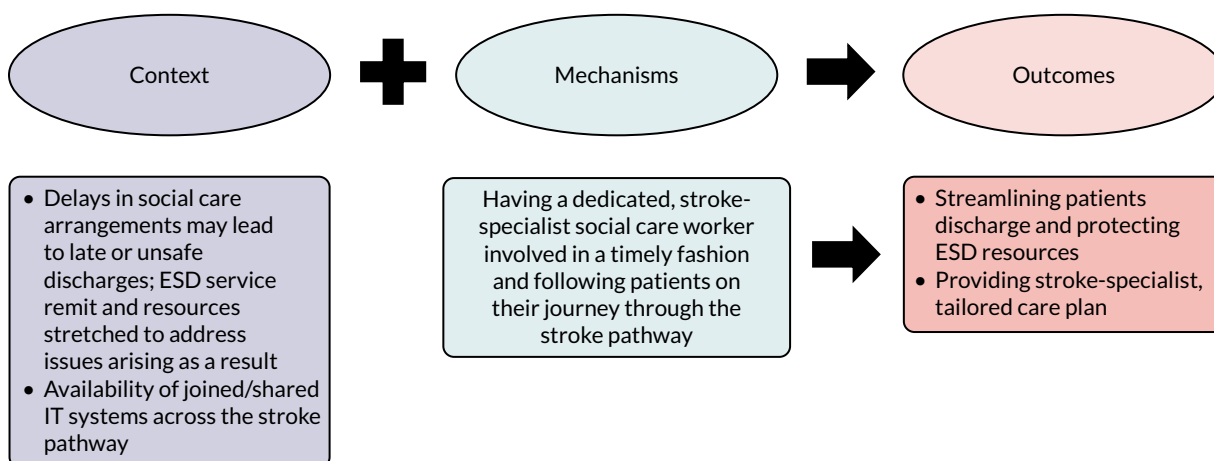 Context
Mechanisms
Outcomes
• Delays in social care
arrangements may lead
to late or unsafe
discharges; ESD service
remit and resources
stretched to address
issues arising as a result
• Availability of joined/shared
IT systems across the stroke
pathway
Having a dedicated, stroke-
specialist social care worker
involved in a timely fashion
and following patients on
their journey through the
stroke pathway
• Streamlining patients
discharge and protecting
ESD resources
• Providing stroke-specialist,
tailored care plan